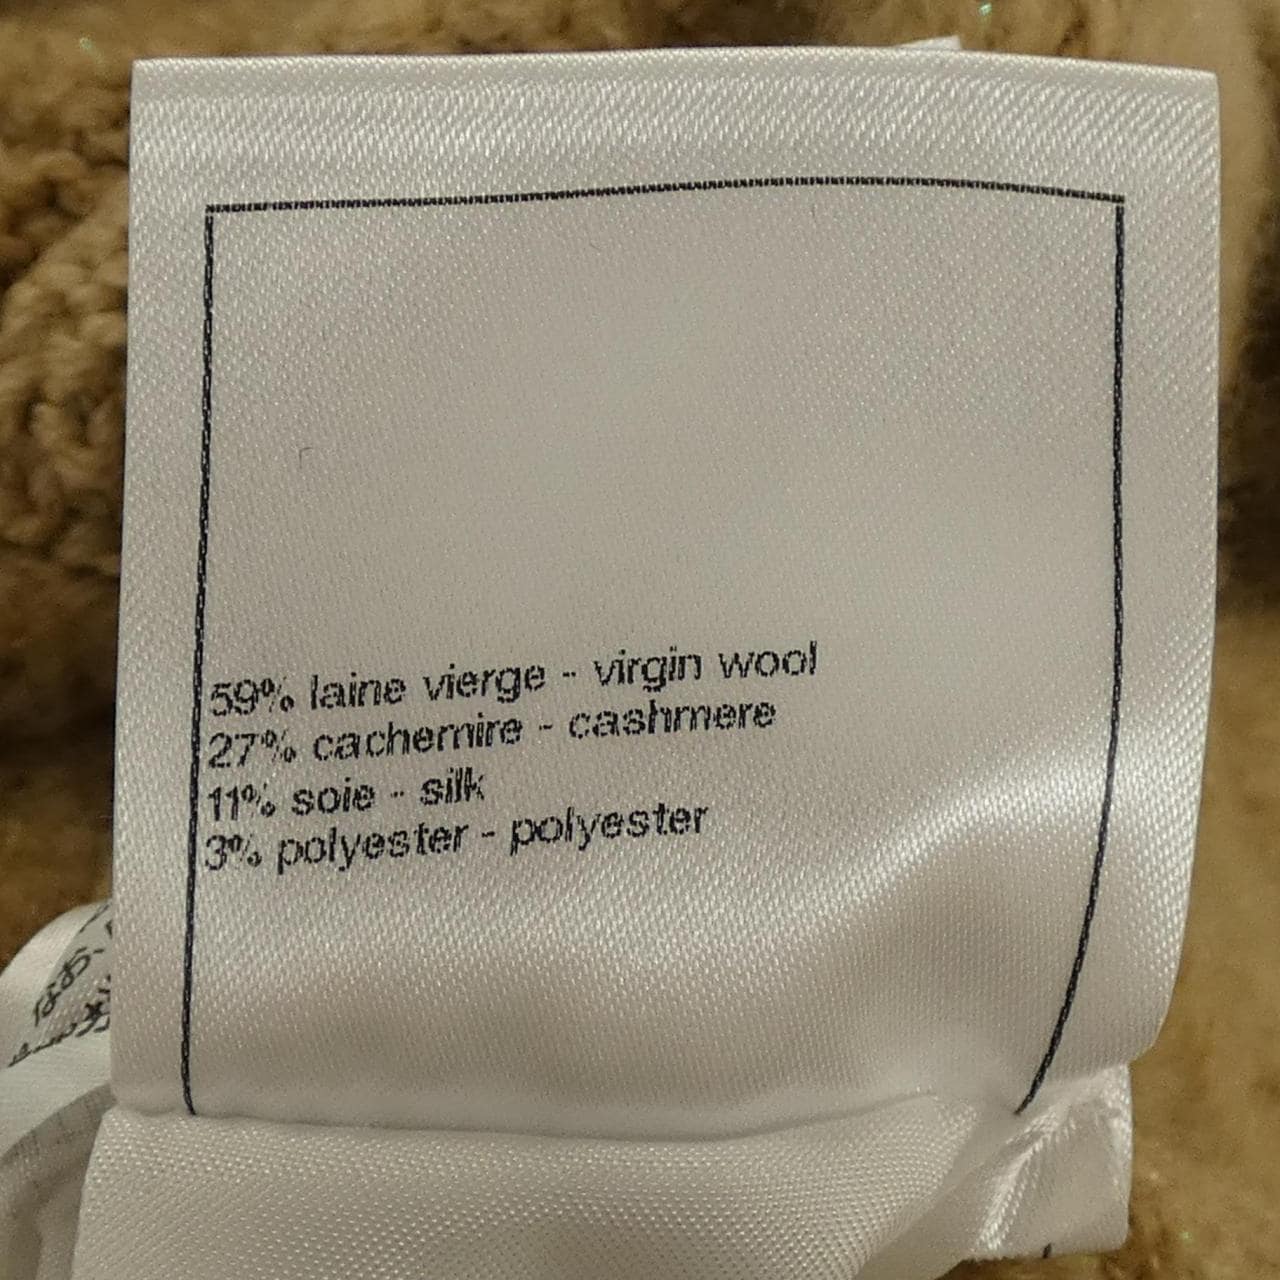 59% laine vierge - virgin wool
27% cachemire - cashmere
11% soie - silk
3% polyester - polyester